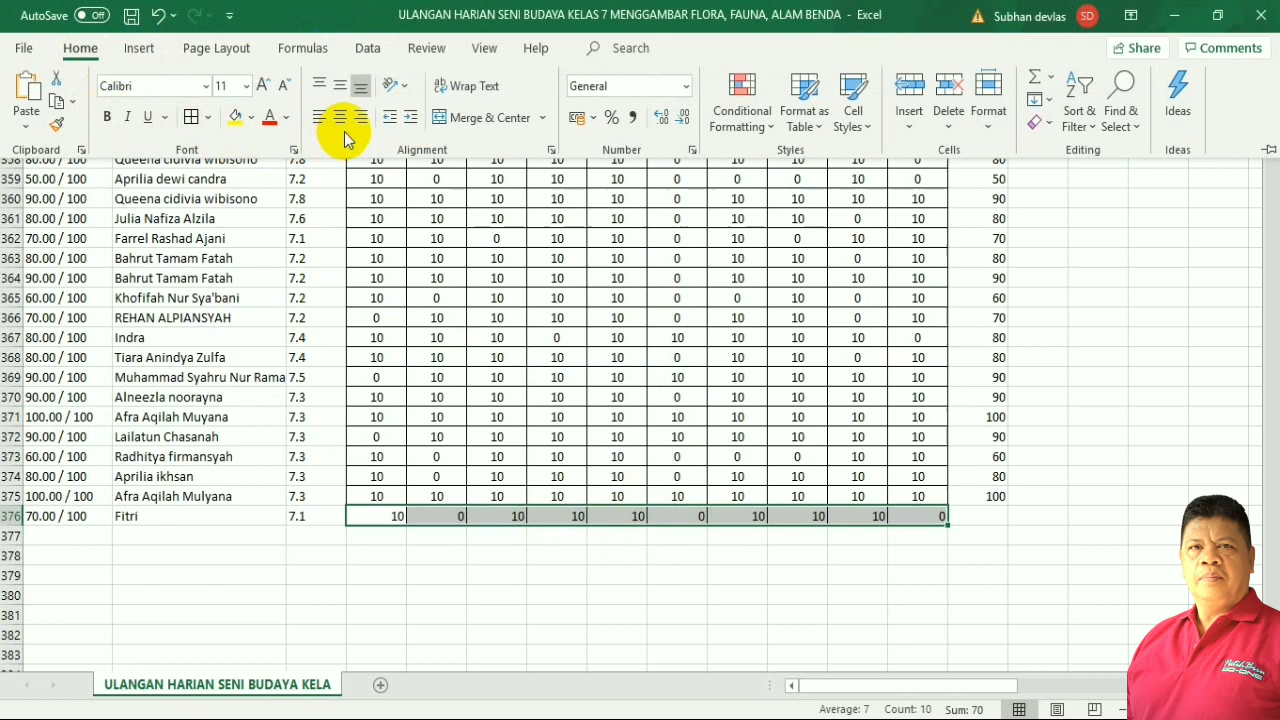 AutoSave Off ULANGAN HARIAN SENI BUDAYA KELAS 7 MENGGAMBAR FLORA, FAUNA, ALAM BENDA - Excel Subhan devlas SD
File Home Insert Page Layout Formulas Data Review View Help Search Share Comments
Calibri 11 Wrap Text General
Paste B I U Merge & Center % Conditional Formatting Format as Table Cell Styles Insert Delete Format Sort & Filter Find & Select Ideas
Clipboard Font Alignment Number Styles Cells Editing Ideas
358 80.00 / 100 Queena cidivia wibisono 7.8 10 0 10 10 10 0 10 10 10 10 80
359 50.00 / 100 Aprilia dewi candra 7.2 10 0 10 10 10 0 0 0 10 0 50
360 90.00 / 100 Queena cidivia wibisono 7.8 10 10 10 10 10 0 10 10 10 10 90
361 80.00 / 100 Julia Nafiza Alzila 7.6 10 10 10 10 10 0 10 10 0 10 80
362 70.00 / 100 Farrel Rashad Ajani 7.1 10 10 0 10 10 0 10 0 10 10 70
363 80.00 / 100 Bahrut Tamam Fatah 7.2 10 10 10 10 10 0 10 10 0 10 80
364 90.00 / 100 Bahrut Tamam Fatah 7.2 10 10 10 10 10 0 10 10 10 10 90
365 60.00 / 100 Khofifah Nur Sya'bani 7.2 10 0 10 10 10 0 0 10 0 10 60
366 70.00 / 100 REHAN ALPIANSYAH 7.2 0 10 10 10 10 0 10 10 0 10 70
367 80.00 / 100 Indra 7.4 10 10 10 0 10 10 10 10 10 0 80
368 80.00 / 100 Tiara Anindya Zulfa 7.4 10 10 10 10 10 0 10 10 0 10 80
369 90.00 / 100 Muhammad Syahru Nur Rama 7.5 0 10 10 10 10 10 10 10 10 10 90
370 90.00 / 100 Alneezla noorayna 7.3 10 10 10 10 10 0 10 10 10 10 90
371 100.00 / 100 Afra Aqilah Muyana 7.3 10 10 10 10 10 10 10 10 10 10 100
372 90.00 / 100 Lailatun Chasanah 7.3 0 10 10 10 10 10 10 10 10 10 90
373 60.00 / 100 Radhitya firmansyah 7.3 10 0 10 10 10 0 0 0 10 10 60
374 80.00 / 100 Aprilia ikhsan 7.3 10 0 10 10 10 0 10 10 10 10 80
375 100.00 / 100 Afra Aqilah Mulyana 7.3 10 10 10 10 10 10 10 10 10 10 100
376 70.00 / 100 Fitri 7.1 10 0 10 10 10 0 10 10 10 0
377
378
379
380
381
382
383
ULANGAN HARIAN SENI BUDAYA KELA
Average: 7 Count: 10 Sum: 70